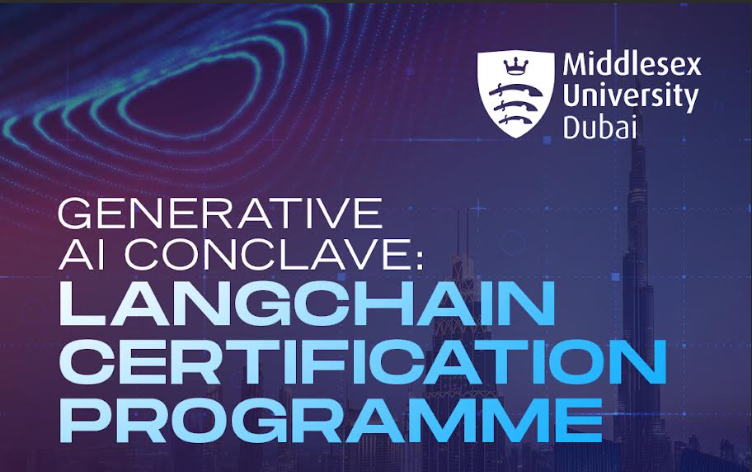 Middlesex
University
Dubai
GENERATIVE
AI CONCLAVE:
LANGCHAIN
CERTIFICATION
PROGRAMME